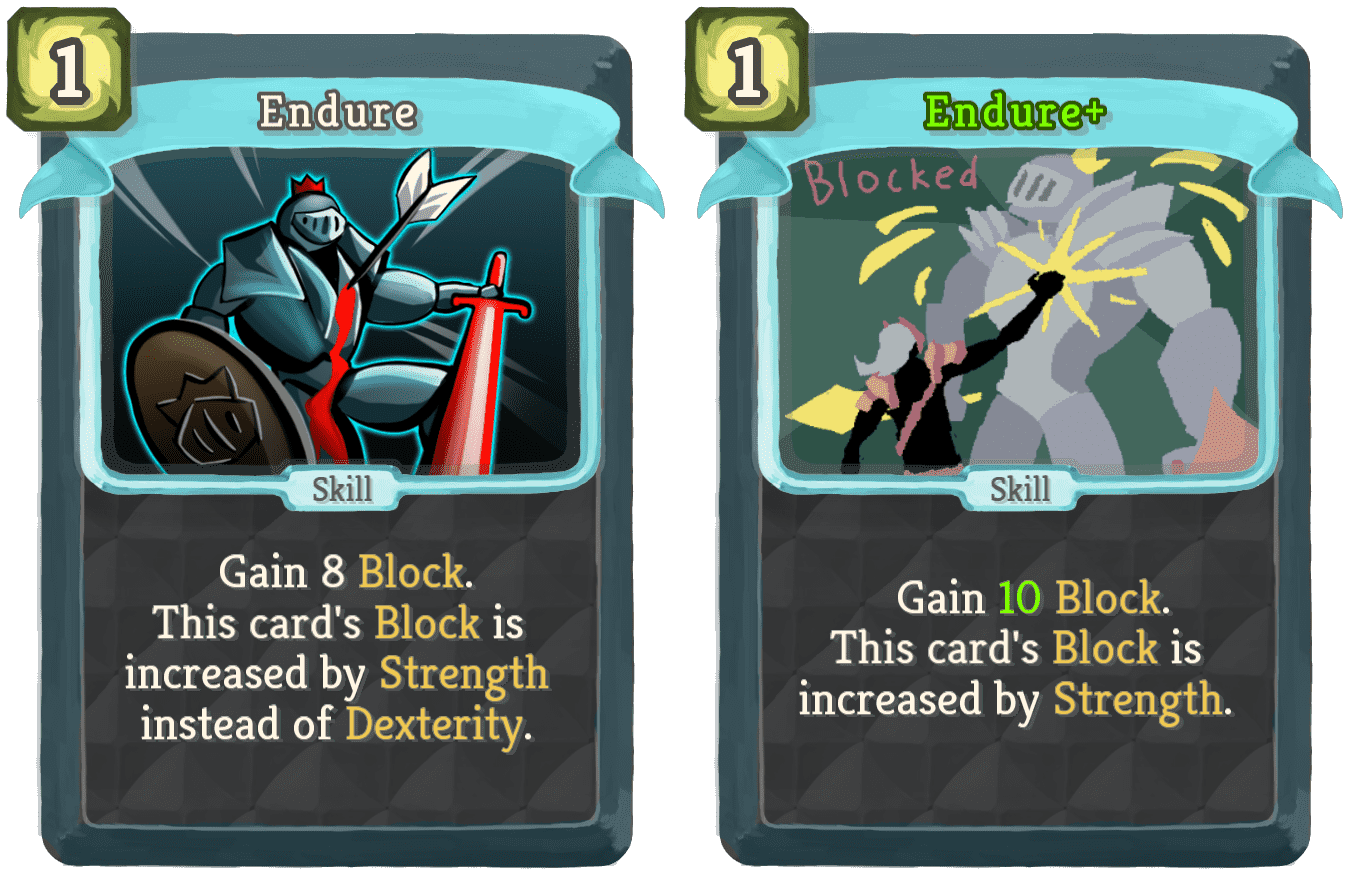 1
Endure
Skill
Gain 8 Block.
This card's Block is
increased by Strength
instead of Dexterity.
1
Endure+
Blocked
Skill
Gain 10 Block.
This card's Block is
increased by Strength.